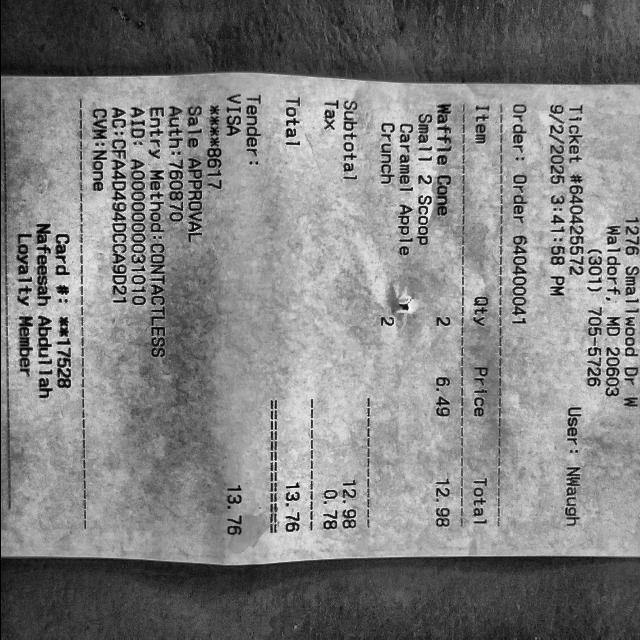 1276 Smallwood Dr W
Waldorf, MD 20603
(301) 705-5726
Ticket #640425572
9/2/2025 3:41:58 PM User: NWaugh
Order: Order 640400041
Item Qty Price Total
Waffle Cone 2 6.49 12.98
Small 2 Scoop
Caramel Apple 2
Crunch
Subtotal 12.98
Tax 0.78
Total 13.76
Tender:
VISA 13.76
****9617
Sale APPROVAL
Auth:760870
Entry Method:CONTACTLESS
AID: A0000000031010
AC:CFA4D494DCCA9D21
CVM:None
Card #: **17528
Nafeesah Abdullah
Loyalty Member